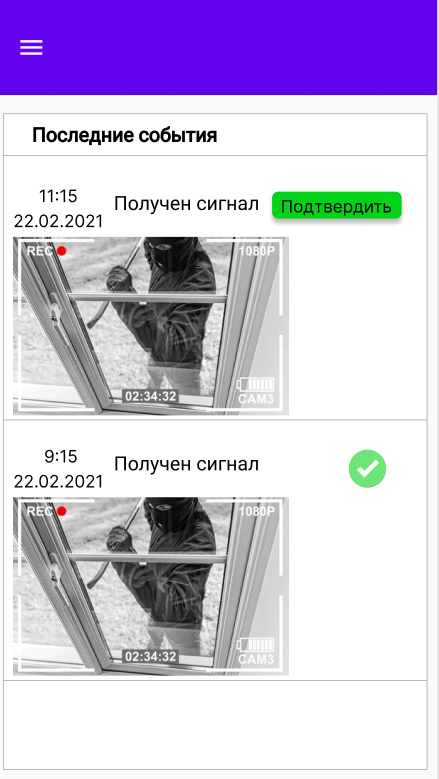 Последние события
11:15
22.02.2021
Получен сигнал
Подтвердить
REC
1080P
02:34:32
CAM3
9:15
22.02.2021
Получен сигнал
REC
1080P
02:34:32
CAM3